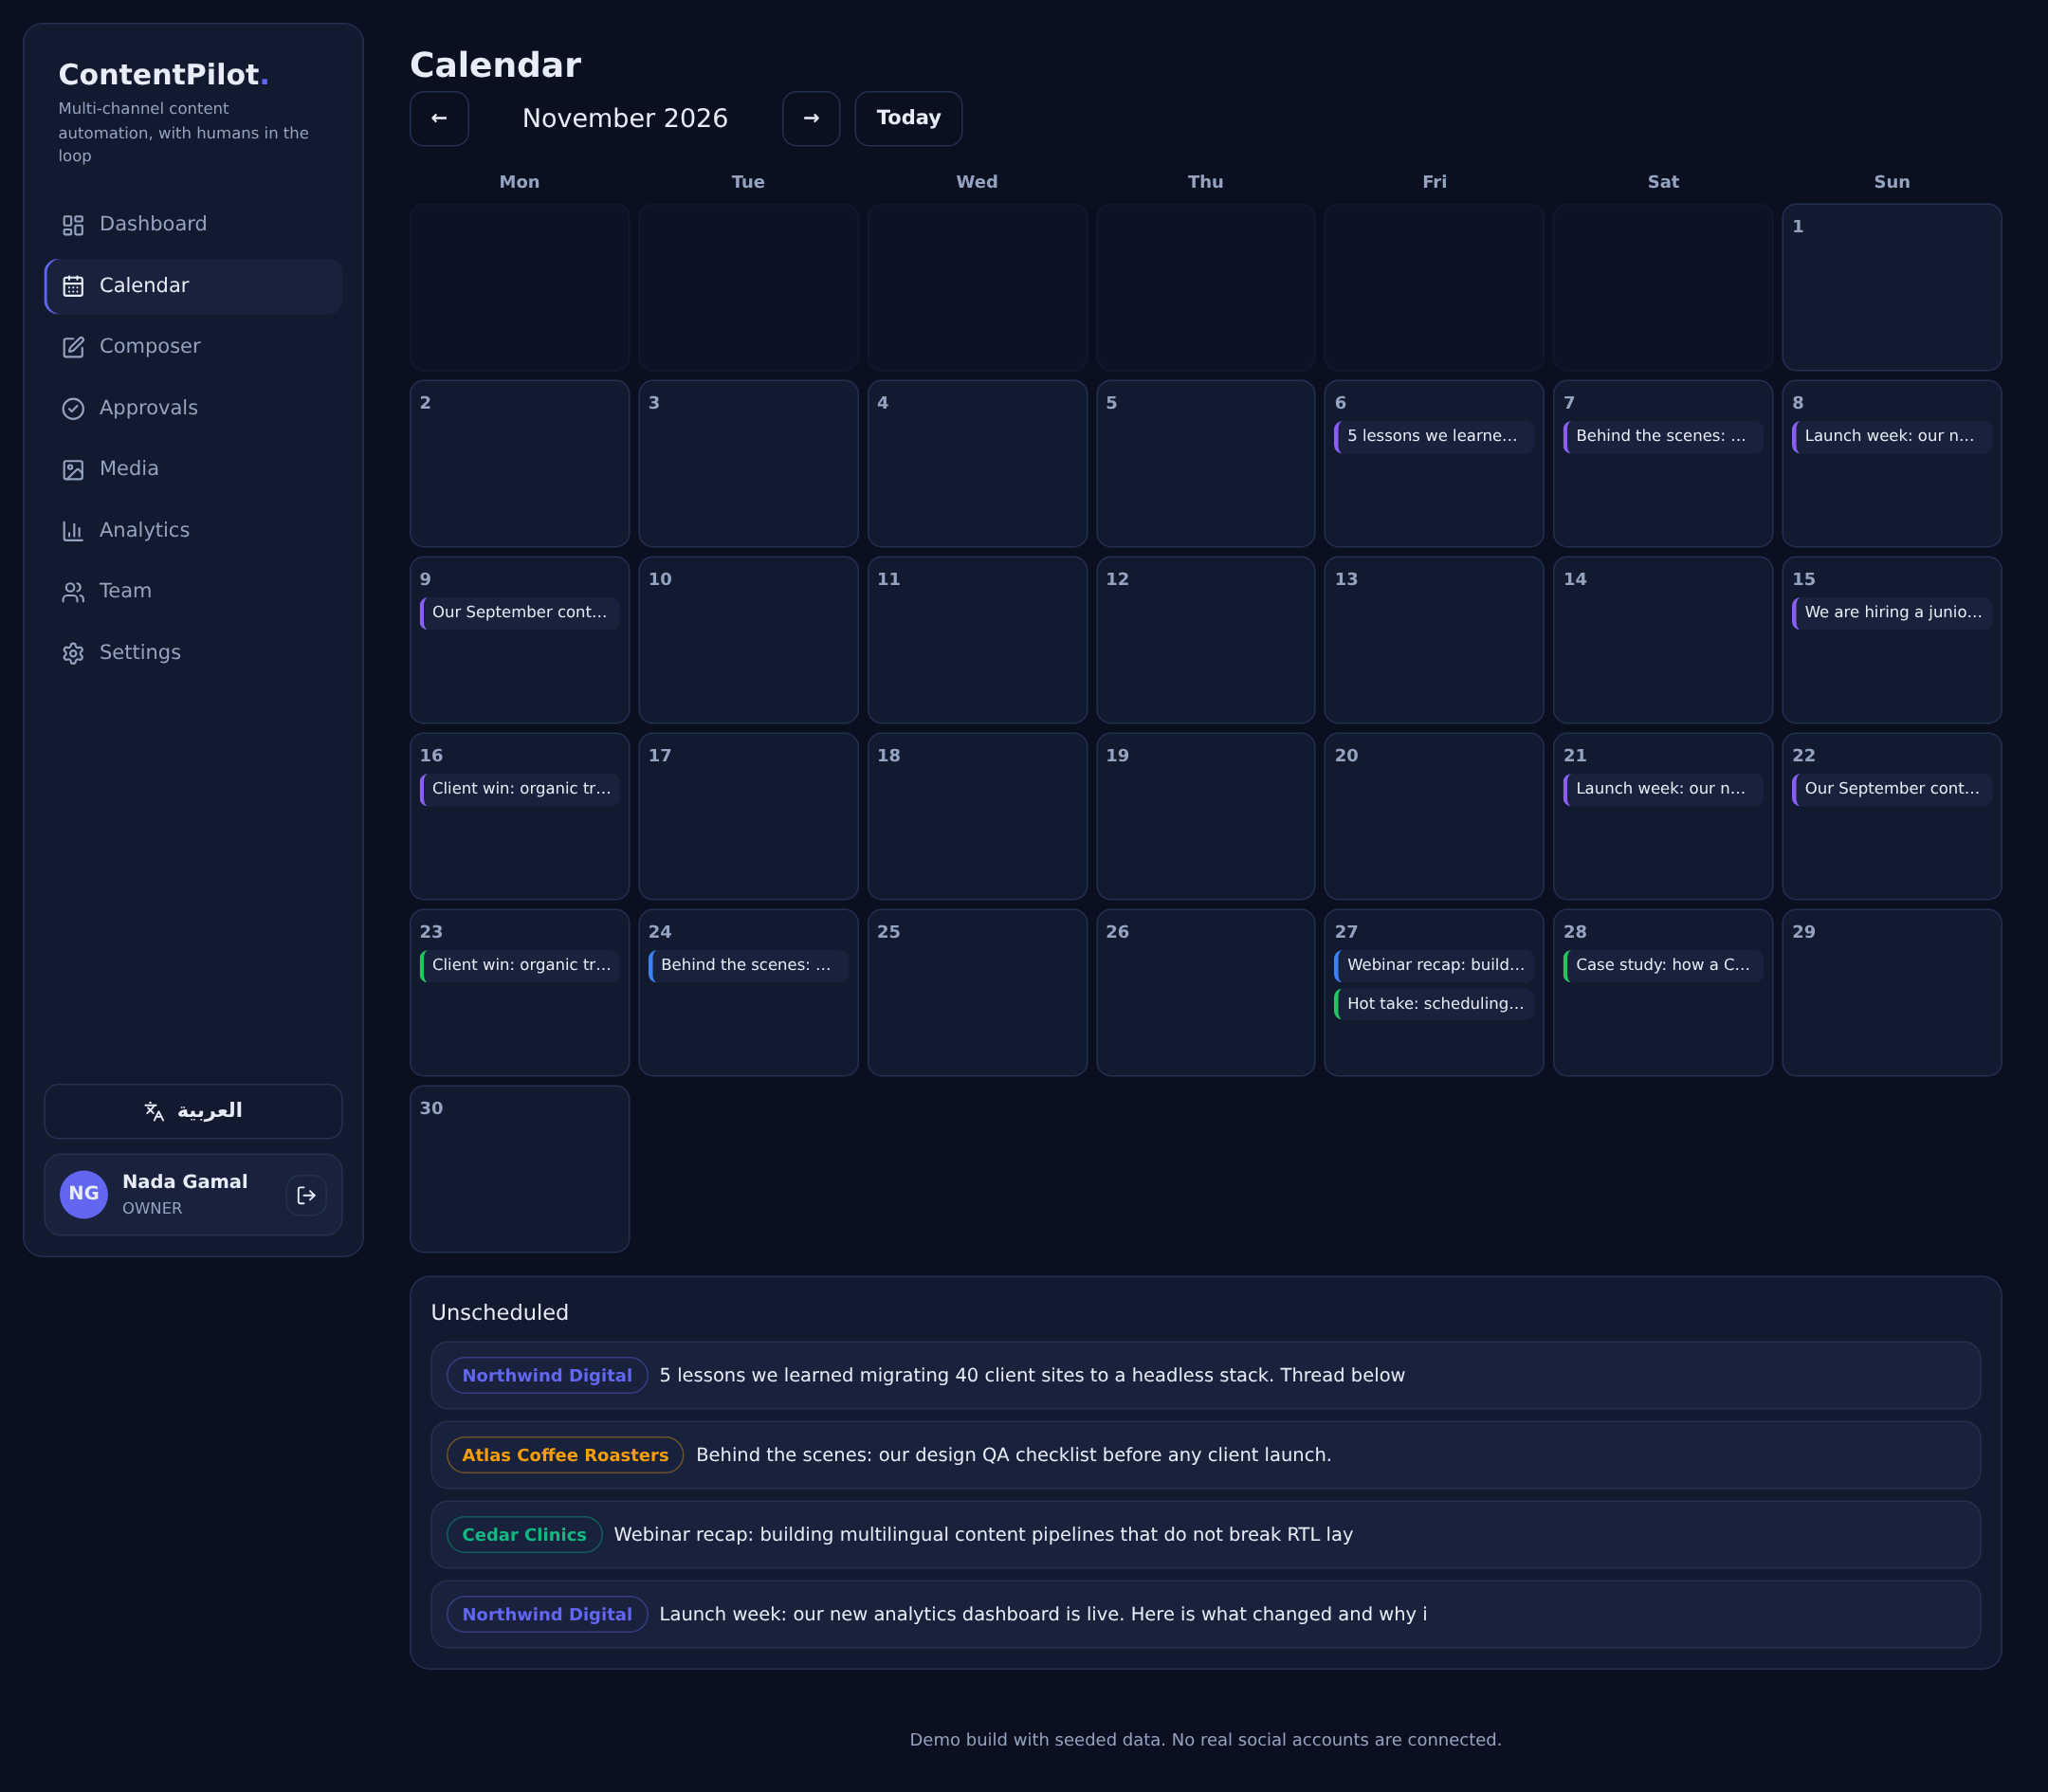 ContentPilot.
Multi-channel content
automation, with humans in the
loop
Dashboard
Calendar
Composer
Approvals
Media
Analytics
Team
Settings
العربية
NG
Nada Gamal
OWNER
Calendar
←
November 2026
→
Today
Mon
Tue
Wed
Thu
Fri
Sat
Sun
1
2
3
4
5
6
5 lessons we learne…
7
Behind the scenes: …
8
Launch week: our n…
9
Our September cont…
10
11
12
13
14
15
We are hiring a junio…
16
Client win: organic tr…
17
18
19
20
21
Launch week: our n…
22
Our September cont…
23
Client win: organic tr…
24
Behind the scenes: …
25
26
27
Webinar recap: build…
Hot take: scheduling…
28
Case study: how a C…
29
30
Unscheduled
Northwind Digital 5 lessons we learned migrating 40 client sites to a headless stack. Thread below
Atlas Coffee Roasters Behind the scenes: our design QA checklist before any client launch.
Cedar Clinics Webinar recap: building multilingual content pipelines that do not break RTL lay
Northwind Digital Launch week: our new analytics dashboard is live. Here is what changed and why i
Demo build with seeded data. No real social accounts are connected.